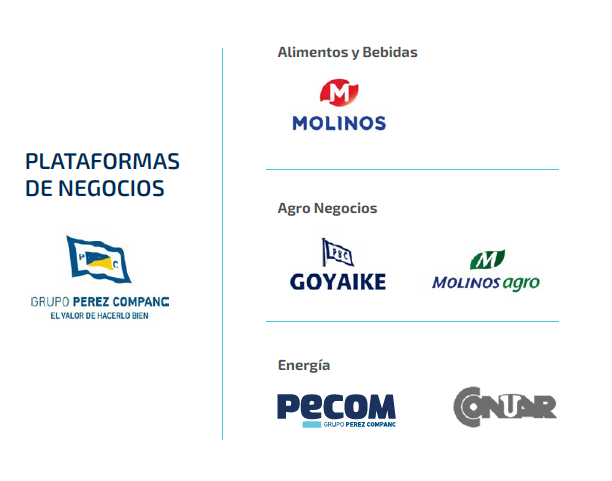 PLATAFORMAS
DE NEGOCIOS
P C
GRUPO PEREZ COMPANC
EL VALOR DE HACERLO BIEN
Alimentos y Bebidas
M
MOLINOS
Agro Negocios
P&C
GOYAIKE
M
MOLINOS agro
Energía
PECOM
GRUPO PEREZ COMPANC
CONUAR